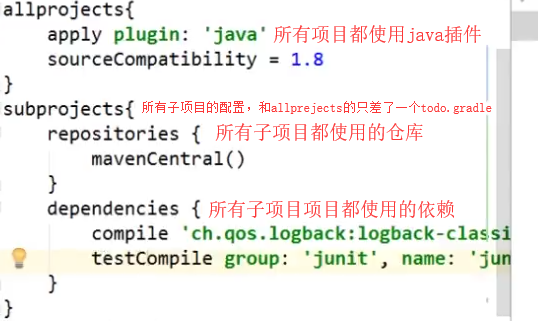 allprojects{
apply plugin: 'java' 所有项目都使用java插件
sourceCompatibility = 1.8
}
subprojects{ 所有子项目的配置，和allprejects的只差了一个todo.gradle
repositories { 所有子项目都使用的仓库
mavenCentral()
}
dependencies { 所有子项目项目都使用的依赖
compile 'ch.qos.logback:logback-classi
testCompile group: 'junit', name: 'jun
}
}